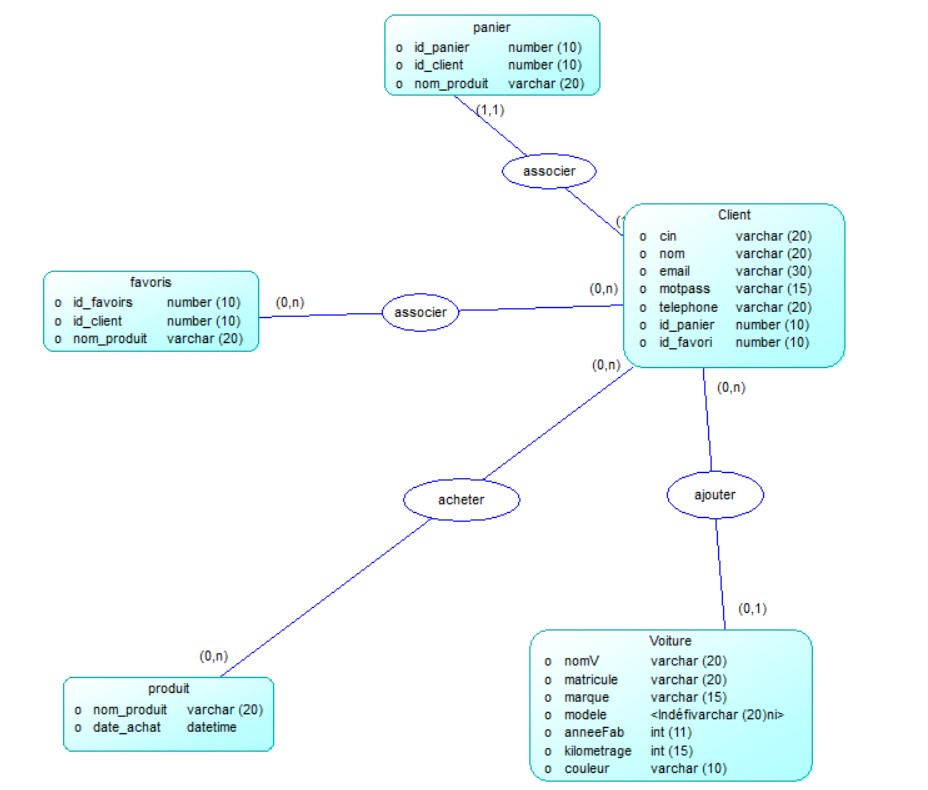 panier
o id_panier number (10)
o id_client number (10)
o nom_produit varchar (20)
(1,1)
associer
(
Client
o cin varchar (20)
o nom varchar (20)
o email varchar (30)
o motpass varchar (15)
o telephone varchar (20)
o id_panier number (10)
o id_favori number (10)
favoris
o id_favoirs number (10)
o id_client number (10)
o nom_produit varchar (20)
(0,n)
associer
(0,n)
(0,n)
(0,n)
acheter
ajouter
(0,n)
(0,1)
produit
o nom_produit varchar (20)
o date_achat datetime
Voiture
o nomV varchar (20)
o matricule varchar (20)
o marque varchar (15)
o modele <Indéfivarchar (20)ni>
o anneeFab int (11)
o kilometrage int (15)
o couleur varchar (10)